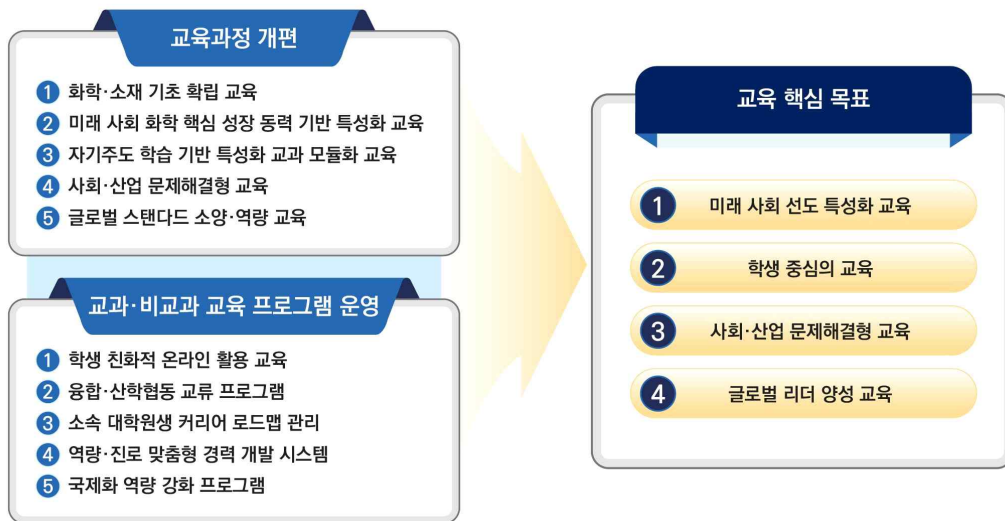 교육과정 개편
1 화학·소재 기초 확립 교육
2 미래 사회 화학 핵심 성장 동력 기반 특성화 교육
3 자기주도 학습 기반 특성화 교과 모듈화 교육
4 사회·산업 문제해결형 교육
5 글로벌 스탠다드 소양·역량 교육
교과·비교과 교육 프로그램 운영
1 학생 친화적 온라인 활용 교육
2 융합·산학협동 교류 프로그램
3 소속 대학원생 커리어 로드맵 관리
4 역량·진로 맞춤형 경력 개발 시스템
5 국제화 역량 강화 프로그램
교육 핵심 목표
1 미래 사회 선도 특성화 교육
2 학생 중심의 교육
3 사회·산업 문제해결형 교육
4 글로벌 리더 양성 교육